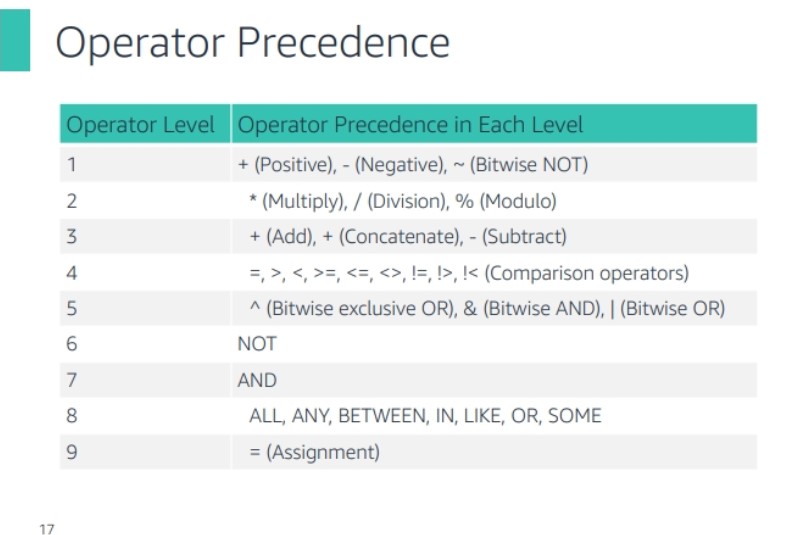 Operator Precedence
Operator Level Operator Precedence in Each Level
1 + (Positive), - (Negative), ~ (Bitwise NOT)
2 * (Multiply), / (Division), % (Modulo)
3 + (Add), + (Concatenate), - (Subtract)
4 =, >, <, >=, <=, <>, !=, !>, !< (Comparison operators)
5 ^ (Bitwise exclusive OR), & (Bitwise AND), | (Bitwise OR)
6 NOT
7 AND
8 ALL, ANY, BETWEEN, IN, LIKE, OR, SOME
9 = (Assignment)
17